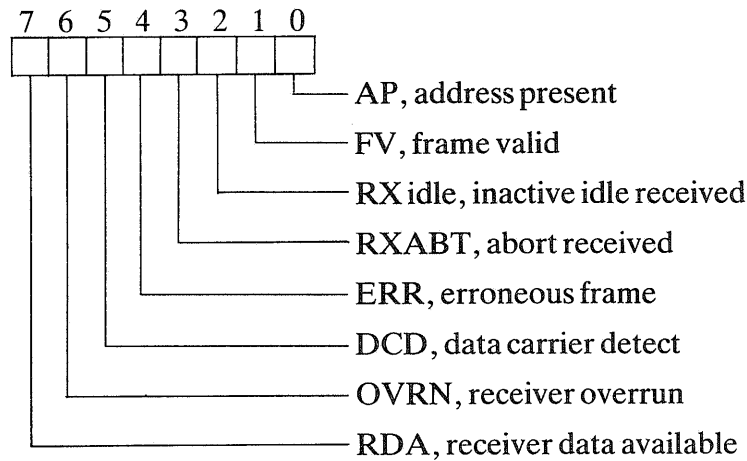 7 6 5 4 3 2 1 0
AP, address present
FV, frame valid
RX idle, inactive idle received
RXABT, abort received
ERR, erroneous frame
DCD, data carrier detect
OVRN, receiver overrun
RDA, receiver data available